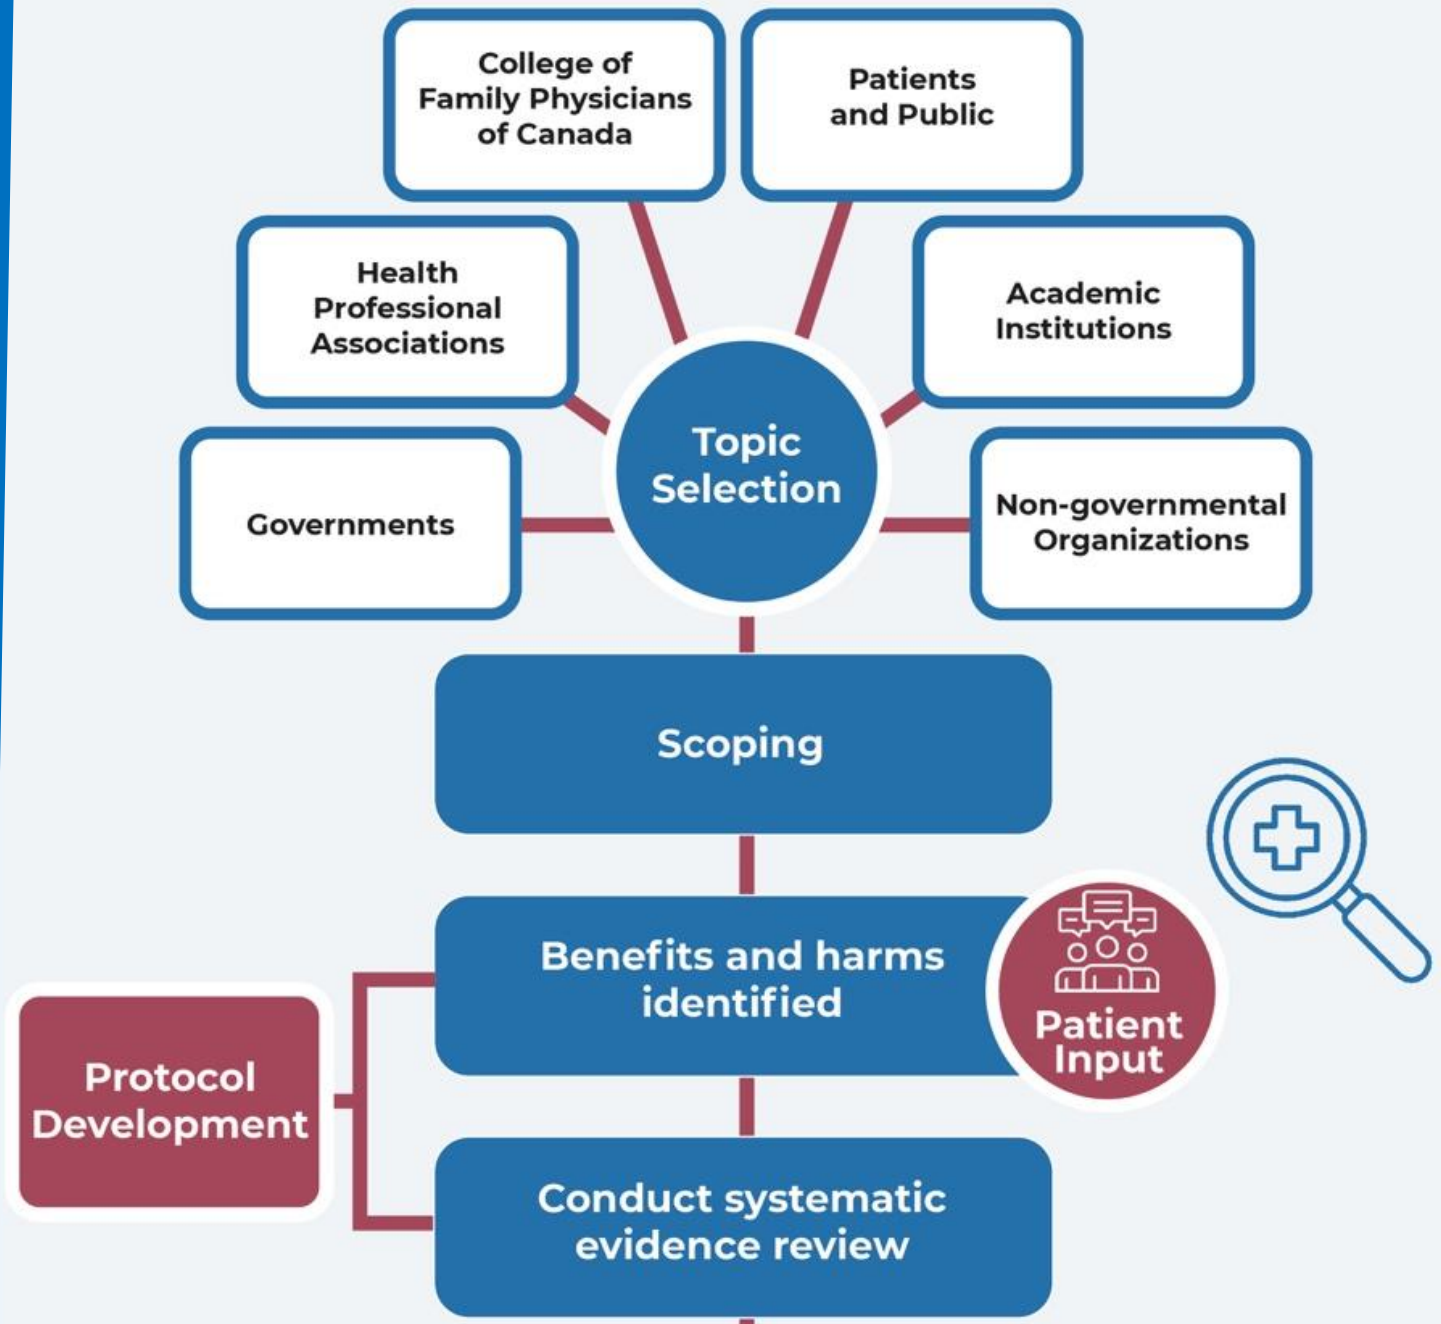 College of
Family Physicians
of Canada
Patients
and Public
Health
Professional
Associations
Academic
Institutions
Governments
Topic
Selection
Non-governmental
Organizations
Scoping
Benefits and harms
identified
Patient
Input
Protocol
Development
Conduct systematic
evidence review